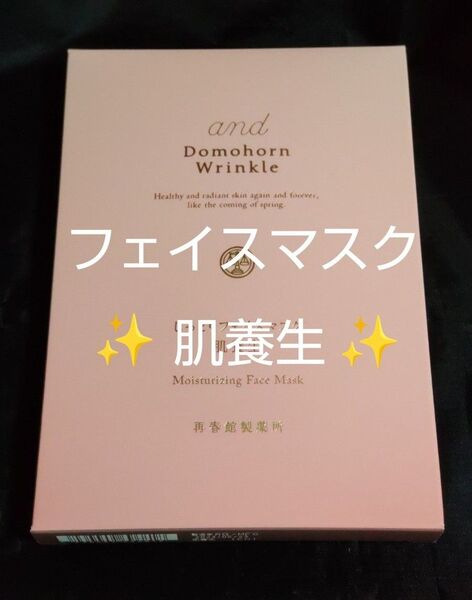 and
Domohorn
Wrinkle
Healthy and radiant skin again and forever,
like the coming of spring.
フェイスマスク
✨ 肌養生 ✨
Moisturizing Face Mask
再春館製薬所